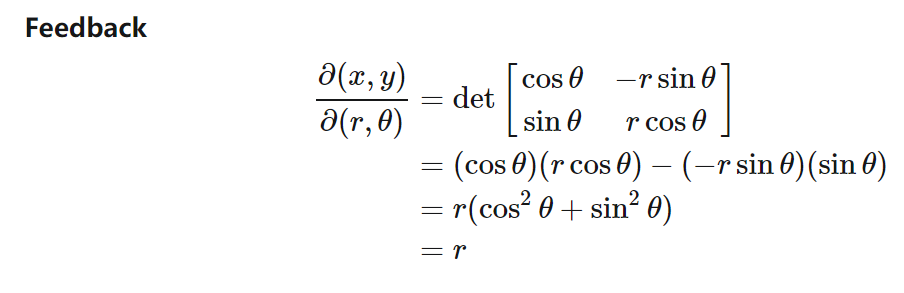 Feedback
∂(x, y)/∂(r, θ) = det [cos θ −r sin θ; sin θ r cos θ]
= (cos θ)(r cos θ) − (−r sin θ)(sin θ)
= r(cos² θ + sin² θ)
= r